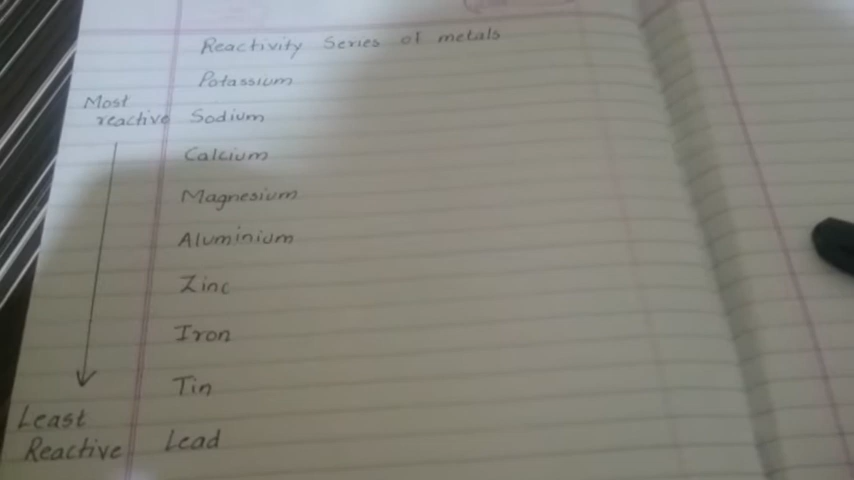 Reactivity Series of metals
Potassium
Most
reactive
Sodium
Calcium
Magnesium
Aluminium
Zinc
Iron
Tin
Least
Reactive
Lead